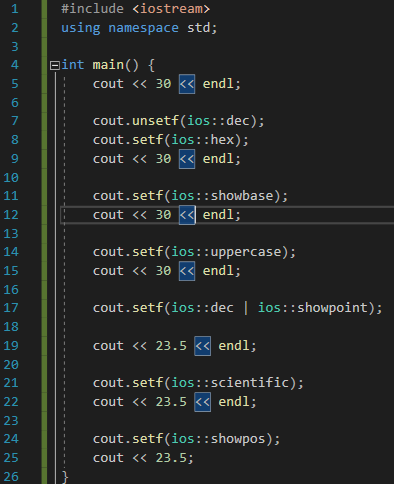 1 #include <iostream>
2 using namespace std;
3
4 int main() {
5     cout << 30 << endl;
6
7     cout.unsetf(ios::dec);
8     cout.setf(ios::hex);
9     cout << 30 << endl;
10
11     cout.setf(ios::showbase);
12     cout << 30 << endl;
13
14     cout.setf(ios::uppercase);
15     cout << 30 << endl;
16
17     cout.setf(ios::dec | ios::showpoint);
18
19     cout << 23.5 << endl;
20
21     cout.setf(ios::scientific);
22     cout << 23.5 << endl;
23
24     cout.setf(ios::showpos);
25     cout << 23.5;
26 }